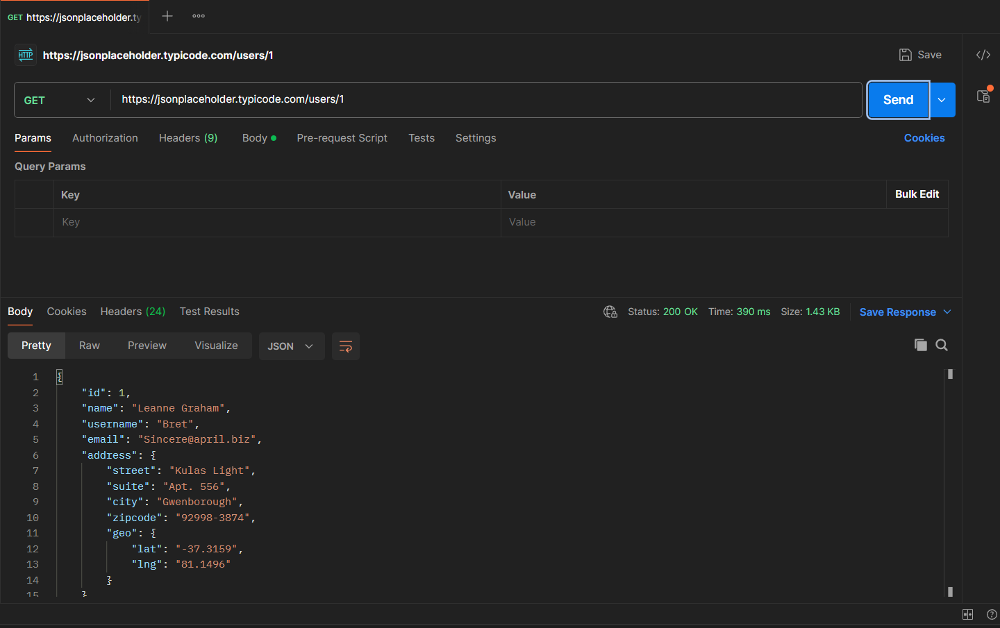 GET https://jsonplaceholder.ty
HTTP https://jsonplaceholder.typicode.com/users/1
Save
GET https://jsonplaceholder.typicode.com/users/1
Send
Params Authorization Headers (9) Body Pre-request Script Tests Settings Cookies
Query Params
Key Value Bulk Edit
Key Value
Body Cookies Headers (24) Test Results Status: 200 OK Time: 390 ms Size: 1.43 KB Save Response
Pretty Raw Preview Visualize JSON
1 {
2 "id": 1,
3 "name": "Leanne Graham",
4 "username": "Bret",
5 "email": "Sincere@april.biz",
6 "address": {
7 "street": "Kulas Light",
8 "suite": "Apt. 556",
9 "city": "Gwenborough",
10 "zipcode": "92998-3874",
11 "geo": {
12 "lat": "-37.3159",
13 "lng": "81.1496"
14 }
15 }